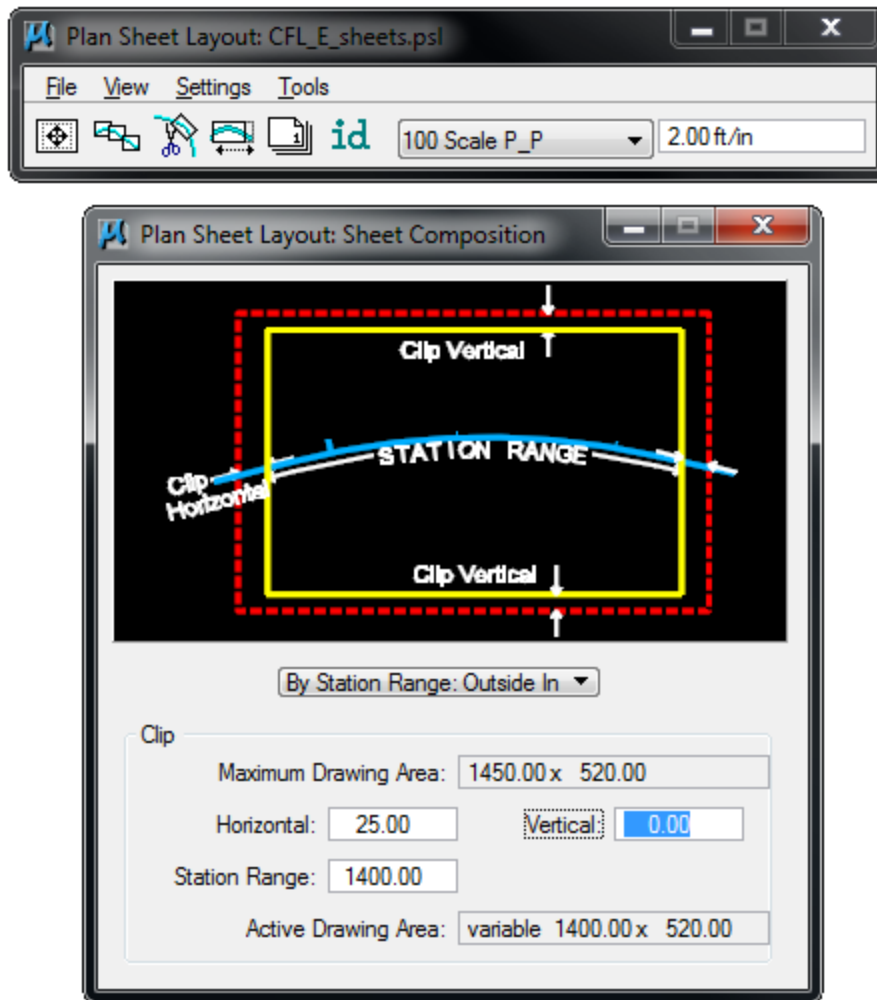 Plan Sheet Layout: CFL_E_sheets.psl
File View Settings Tools
1 id 100 Scale P_P 2.00 ft/in
Plan Sheet Layout: Sheet Composition
Clip Vertical
STATION RANGE
Clip
Horizontal
Clip Vertical
By Station Range: Outside In
Clip
Maximum Drawing Area: 1450.00 x 520.00
Horizontal: 25.00 Vertical: 0.00
Station Range: 1400.00
Active Drawing Area: variable 1400.00 x 520.00